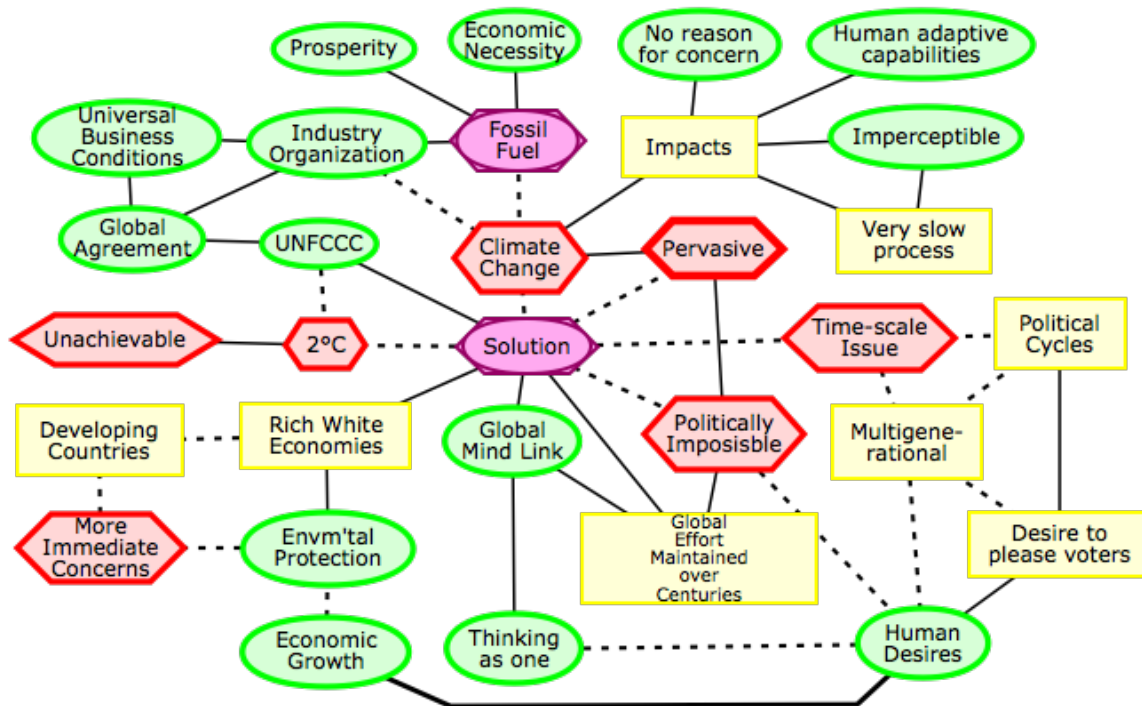 Prosperity
Economic
Necessity
No reason
for concern
Human adaptive
capabilities
Universal
Business
Conditions
Industry
Organization
Fossil
Fuel
Impacts
Imperceptible
Global
Agreement
UNFCCC
Climate
Change
Pervasive
Very slow
process
Unachievable
2°C
Solution
Time-scale
Issue
Political
Cycles
Developing
Countries
Rich White
Economies
Global
Mind Link
Politically
Imposisble
Multigene-
rational
More
Immediate
Concerns
Envm'tal
Protection
Global
Effort
Maintained
over
Centuries
Desire to
please voters
Economic
Growth
Thinking
as one
Human
Desires